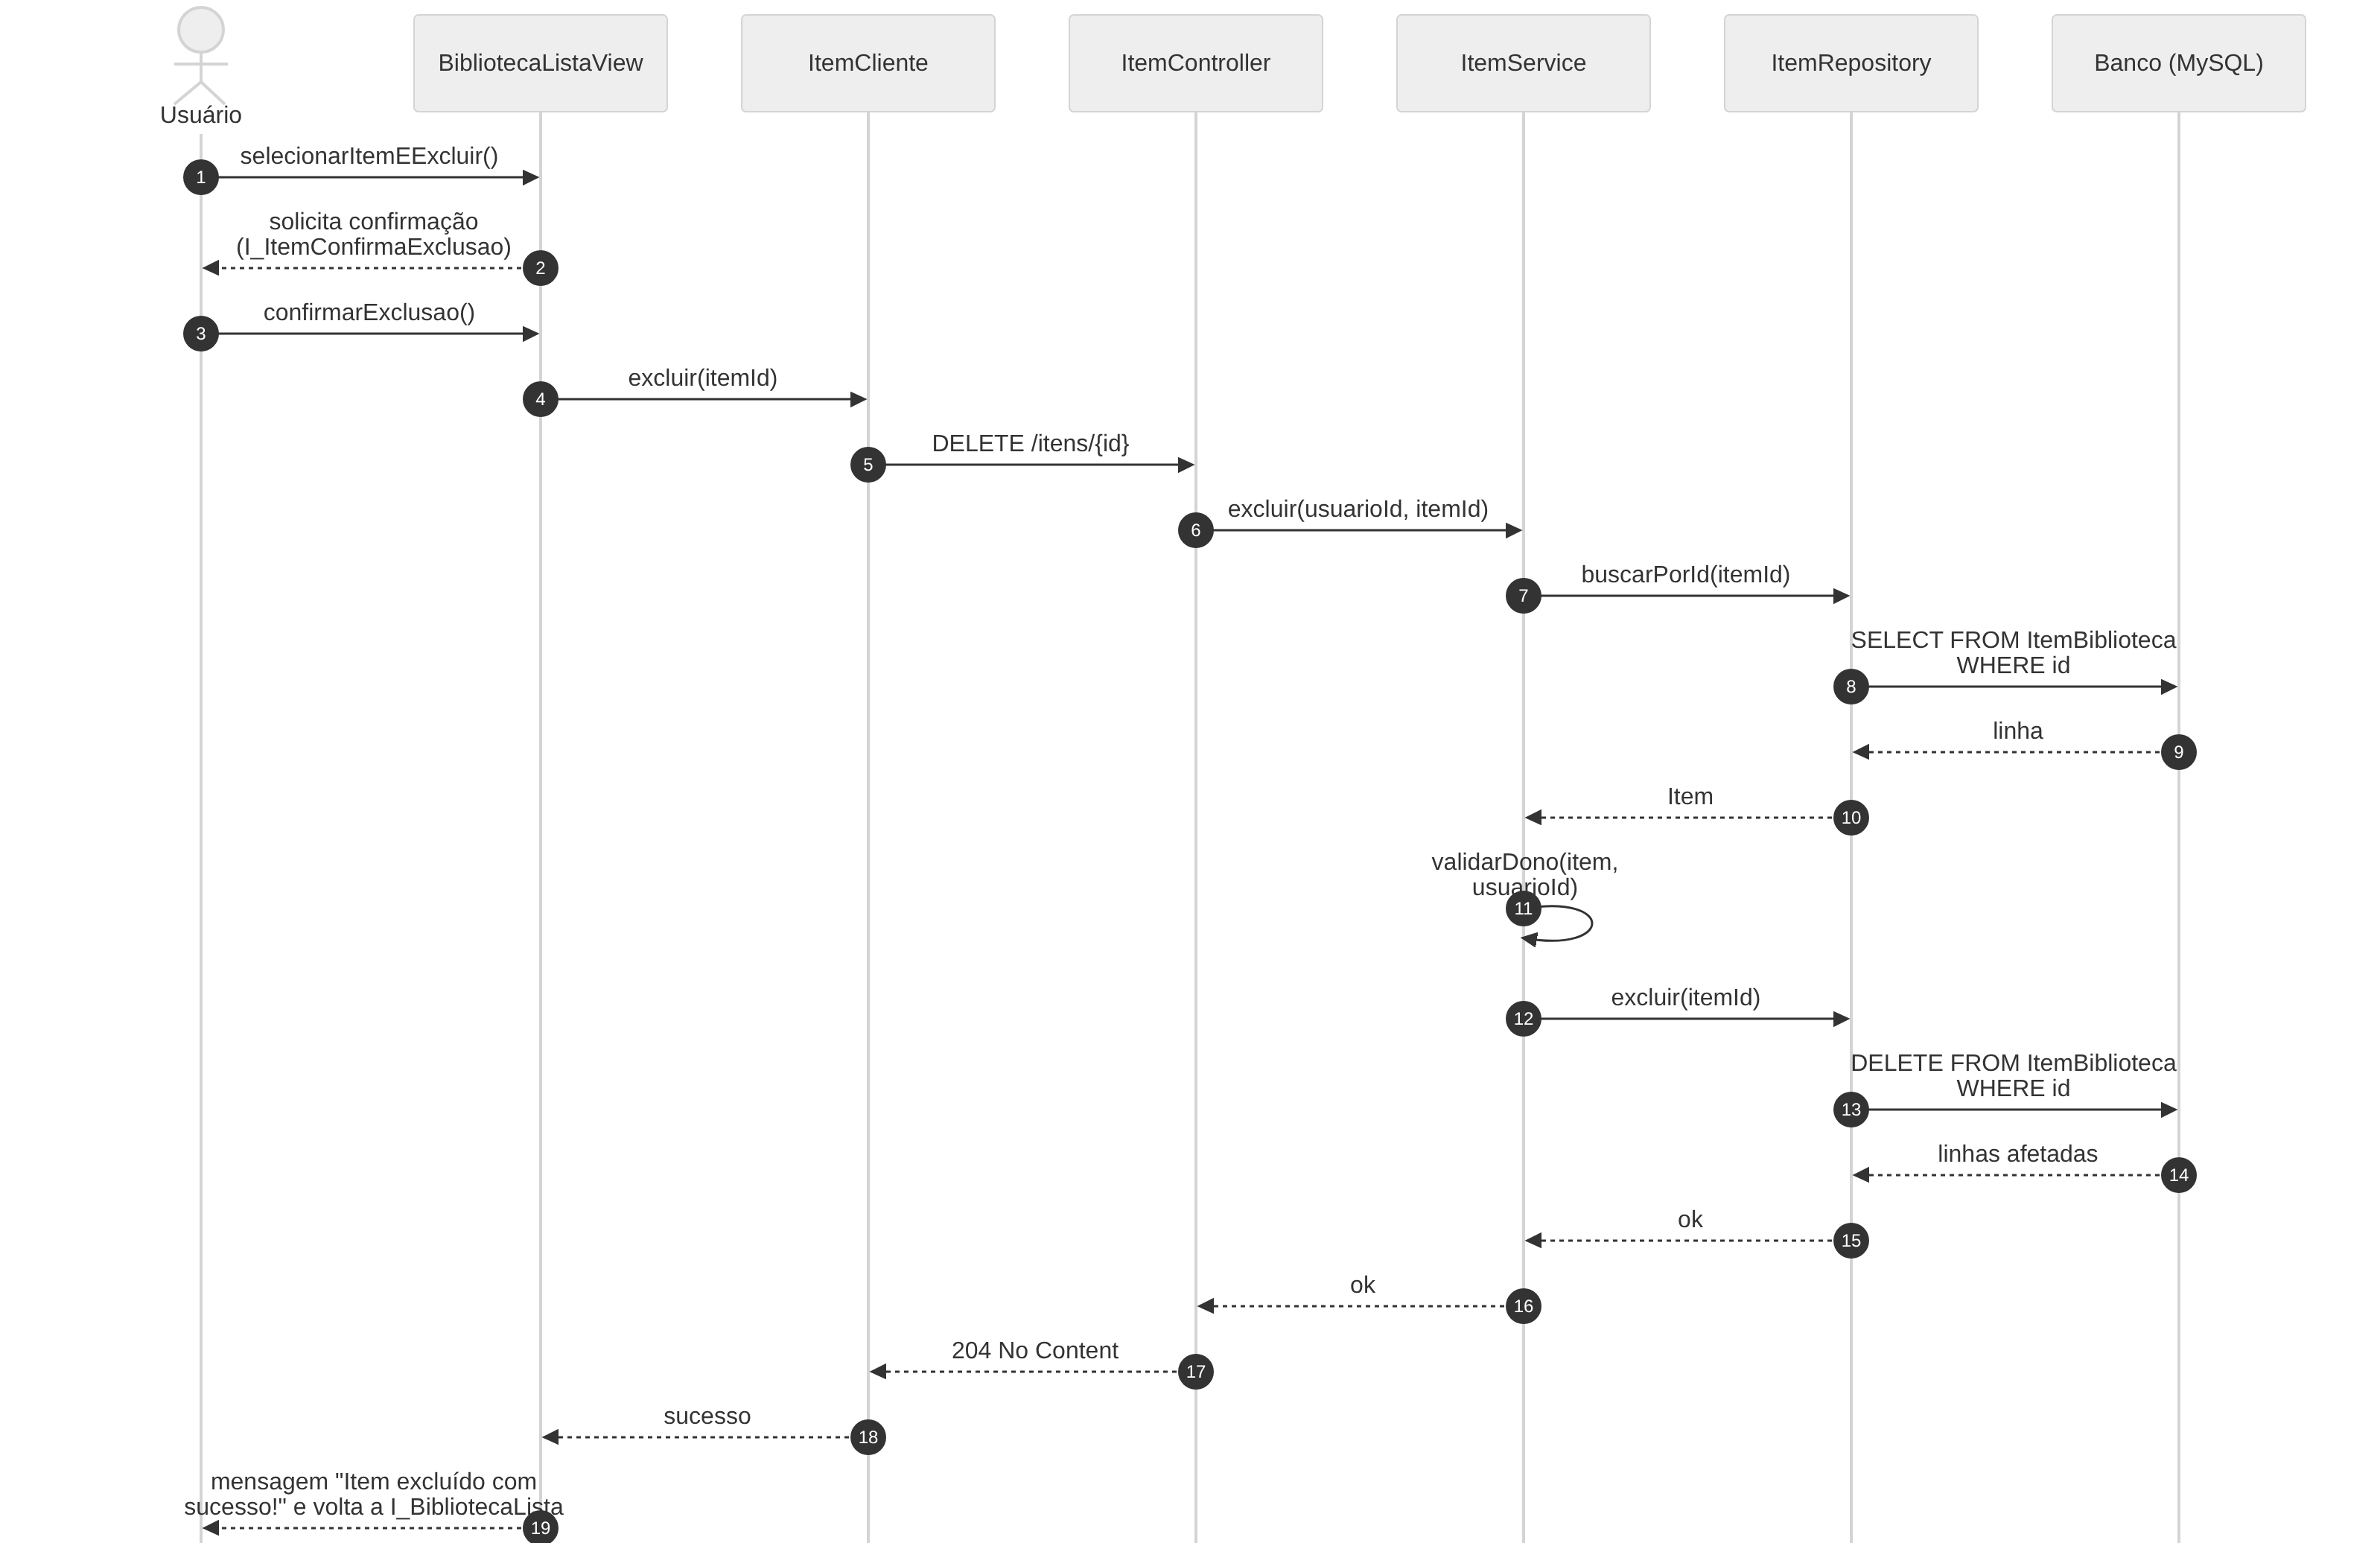 Usuário
BibliotecaListaView
ItemCliente
ItemController
ItemService
ItemRepository
Banco (MySQL)
selecionarItemEExcluir()
1
solicita confirmação
(I_ItemConfirmaExclusao)
2
confirmarExclusao()
3
excluir(itemId)
4
DELETE /itens/{id}
5
excluir(usuarioId, itemId)
6
buscarPorId(itemId)
7
SELECT FROM ItemBiblioteca
WHERE id
8
linha
9
Item
10
validarDono(item,
usuarioId)
11
excluir(itemId)
12
DELETE FROM ItemBiblioteca
WHERE id
13
linhas afetadas
14
ok
15
ok
16
204 No Content
17
sucesso
18
mensagem "Item excluído com
sucesso!" e volta a I_BibliotecaLista
19